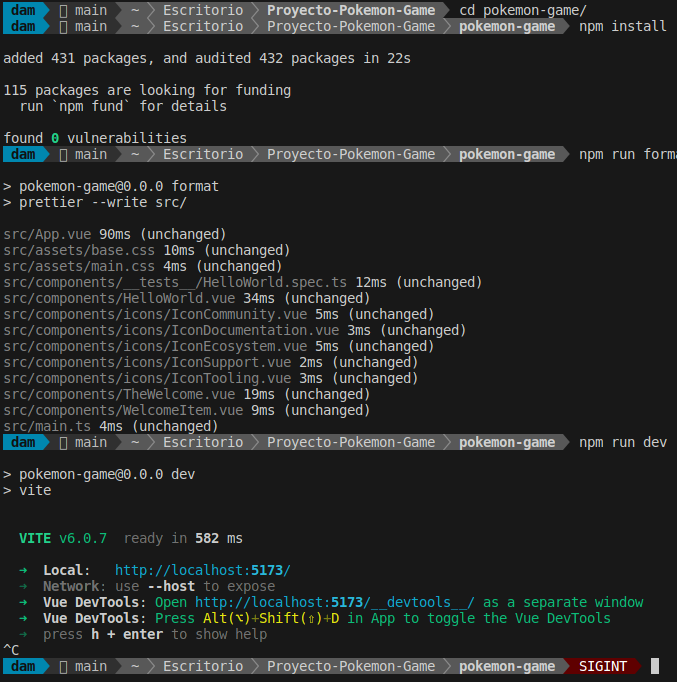 dam main ~ Escritorio Proyecto-Pokemon-Game cd pokemon-game/
dam main ~ Escritorio Proyecto-Pokemon-Game pokemon-game npm install
added 431 packages, and audited 432 packages in 22s
115 packages are looking for funding
run `npm fund` for details
found 0 vulnerabilities
dam main ~ Escritorio Proyecto-Pokemon-Game pokemon-game npm run forma
> pokemon-game@0.0.0 format
> prettier --write src/
src/App.vue 90ms (unchanged)
src/assets/base.css 10ms (unchanged)
src/assets/main.css 4ms (unchanged)
src/components/__tests__/HelloWorld.spec.ts 12ms (unchanged)
src/components/HelloWorld.vue 34ms (unchanged)
src/components/icons/IconCommunity.vue 5ms (unchanged)
src/components/icons/IconDocumentation.vue 3ms (unchanged)
src/components/icons/IconEcosystem.vue 5ms (unchanged)
src/components/icons/IconSupport.vue 2ms (unchanged)
src/components/icons/IconTooling.vue 3ms (unchanged)
src/components/TheWelcome.vue 19ms (unchanged)
src/components/WelcomeItem.vue 9ms (unchanged)
src/main.ts 4ms (unchanged)
dam main ~ Escritorio Proyecto-Pokemon-Game pokemon-game npm run dev
> pokemon-game@0.0.0 dev
> vite
VITE v6.0.7 ready in 582 ms
➜ Local: http://localhost:5173/
➜ Network: use --host to expose
➜ Vue DevTools: Open http://localhost:5173/__devtools__/ as a separate window
➜ Vue DevTools: Press Alt(⌥)+Shift(⇧)+D in App to toggle the Vue DevTools
➜ press h + enter to show help
^C
dam main ~ Escritorio Proyecto-Pokemon-Game pokemon-game SIGINT